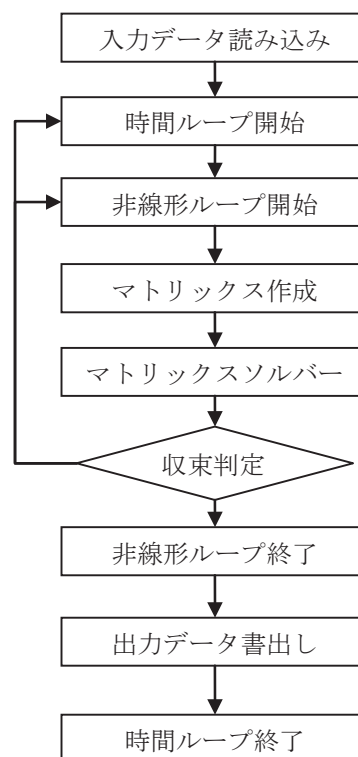 入力データ読み込み
時間ループ開始
非線形ループ開始
マトリックス作成
マトリックスソルバー
収束判定
非線形ループ終了
出力データ書出し
時間ループ終了